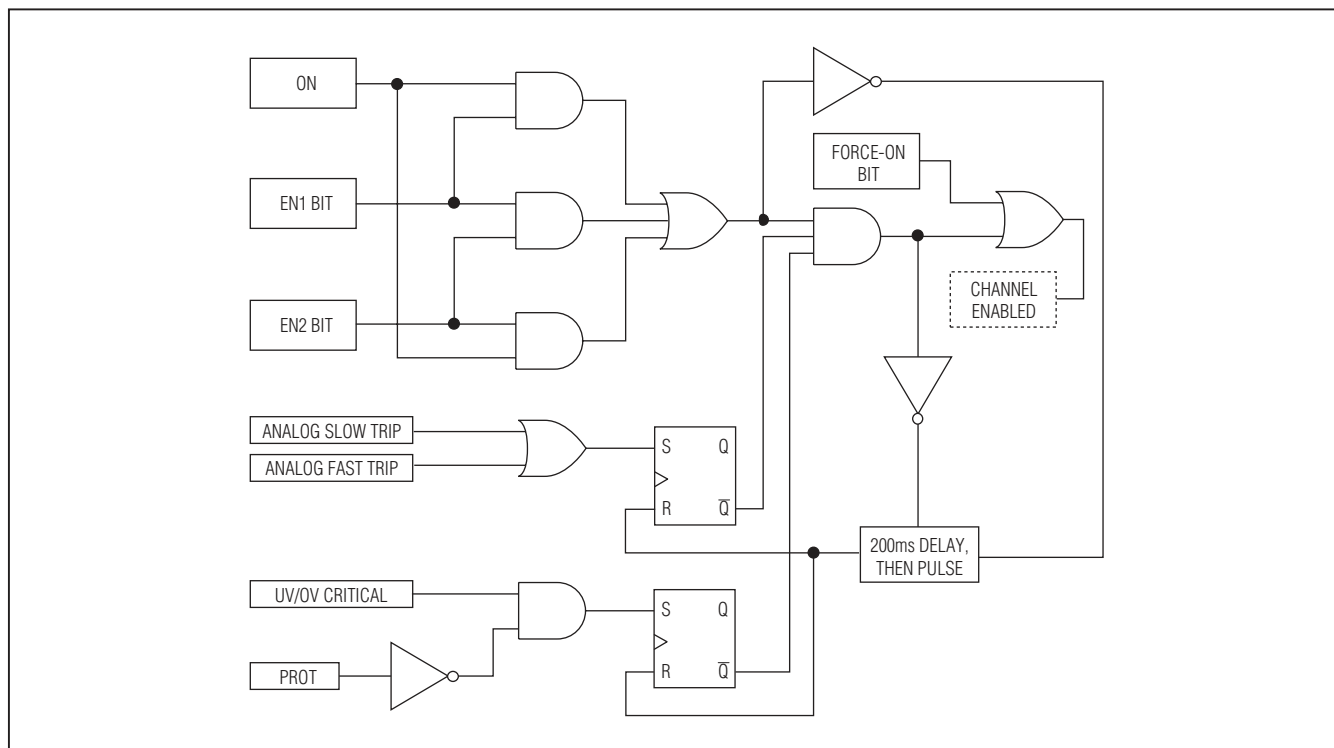 ON
EN1 BIT
EN2 BIT
FORCE-ON
BIT
CHANNEL
ENABLED
ANALOG SLOW TRIP
ANALOG FAST TRIP
S Q
R Q̅
200ms DELAY,
THEN PULSE
UV/OV CRITICAL
PROT
S Q
R Q̅